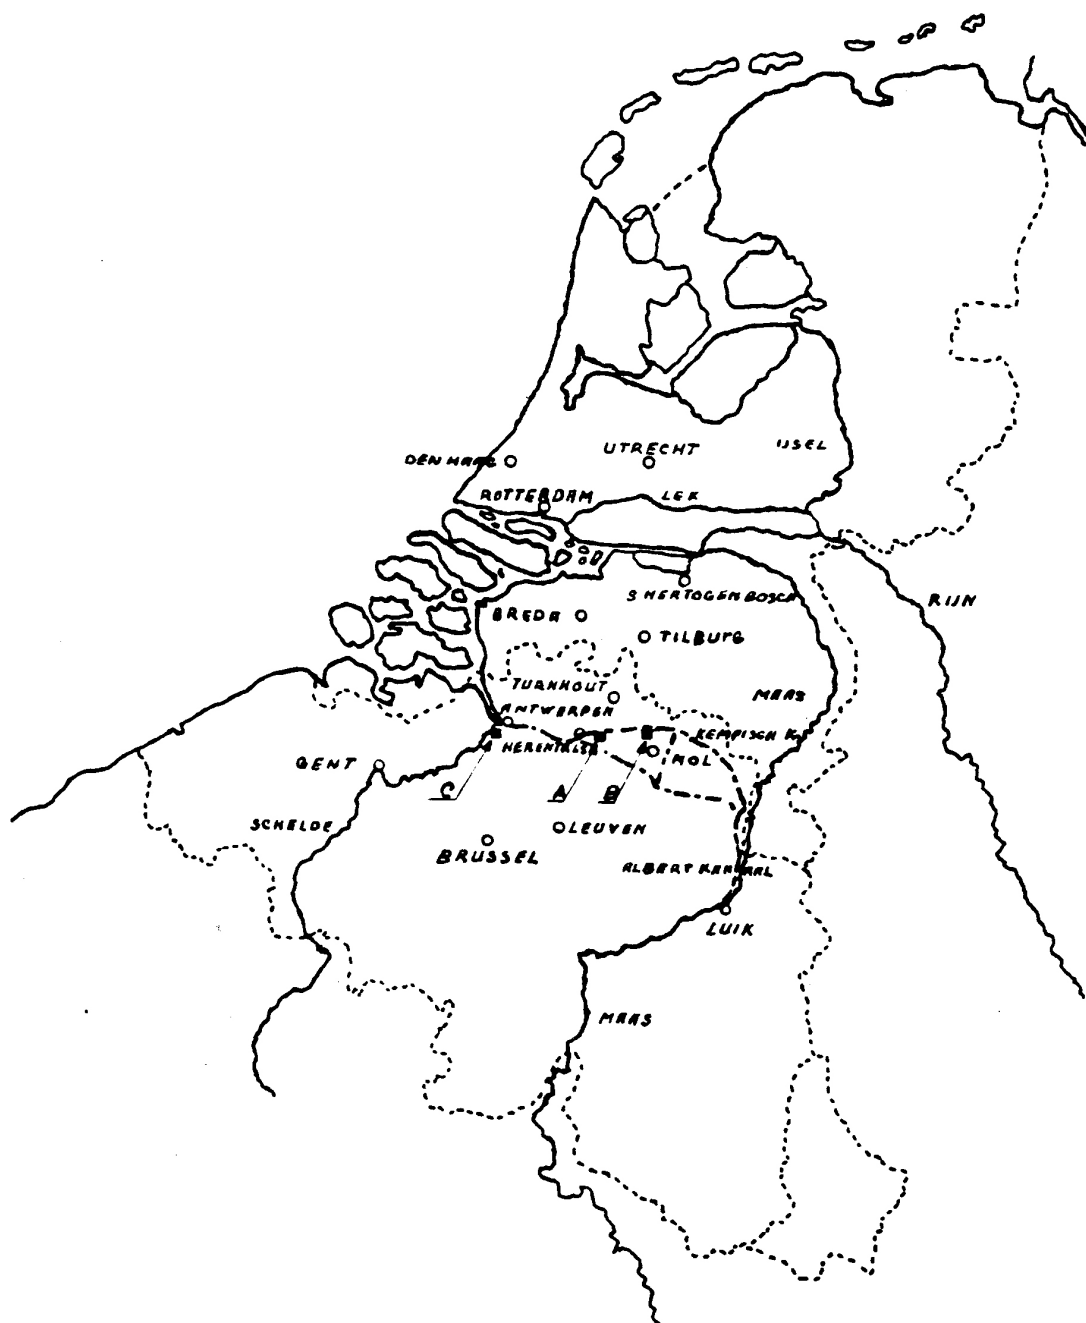 UTRECHT
IJSEL
DEN HAAG
ROTTERDAM
LEK
S HERTOGENBOSCH
RIJN
BREDA
TILBURG
TURNHOUT
MAAS
ANTWERPEN
KEMPISCH K.
HERENTALS
MOL
GENT
C
A
B
SCHELDE
LEUVEN
BRUSSEL
ALBERT KANAAL
LUIK
MAAS